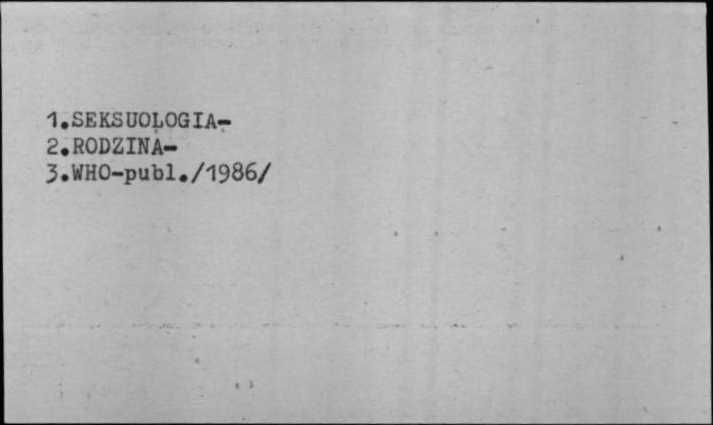 1.SEKSUOLOGIA-
2.RODZINA-
3.WHO-publ./1986/